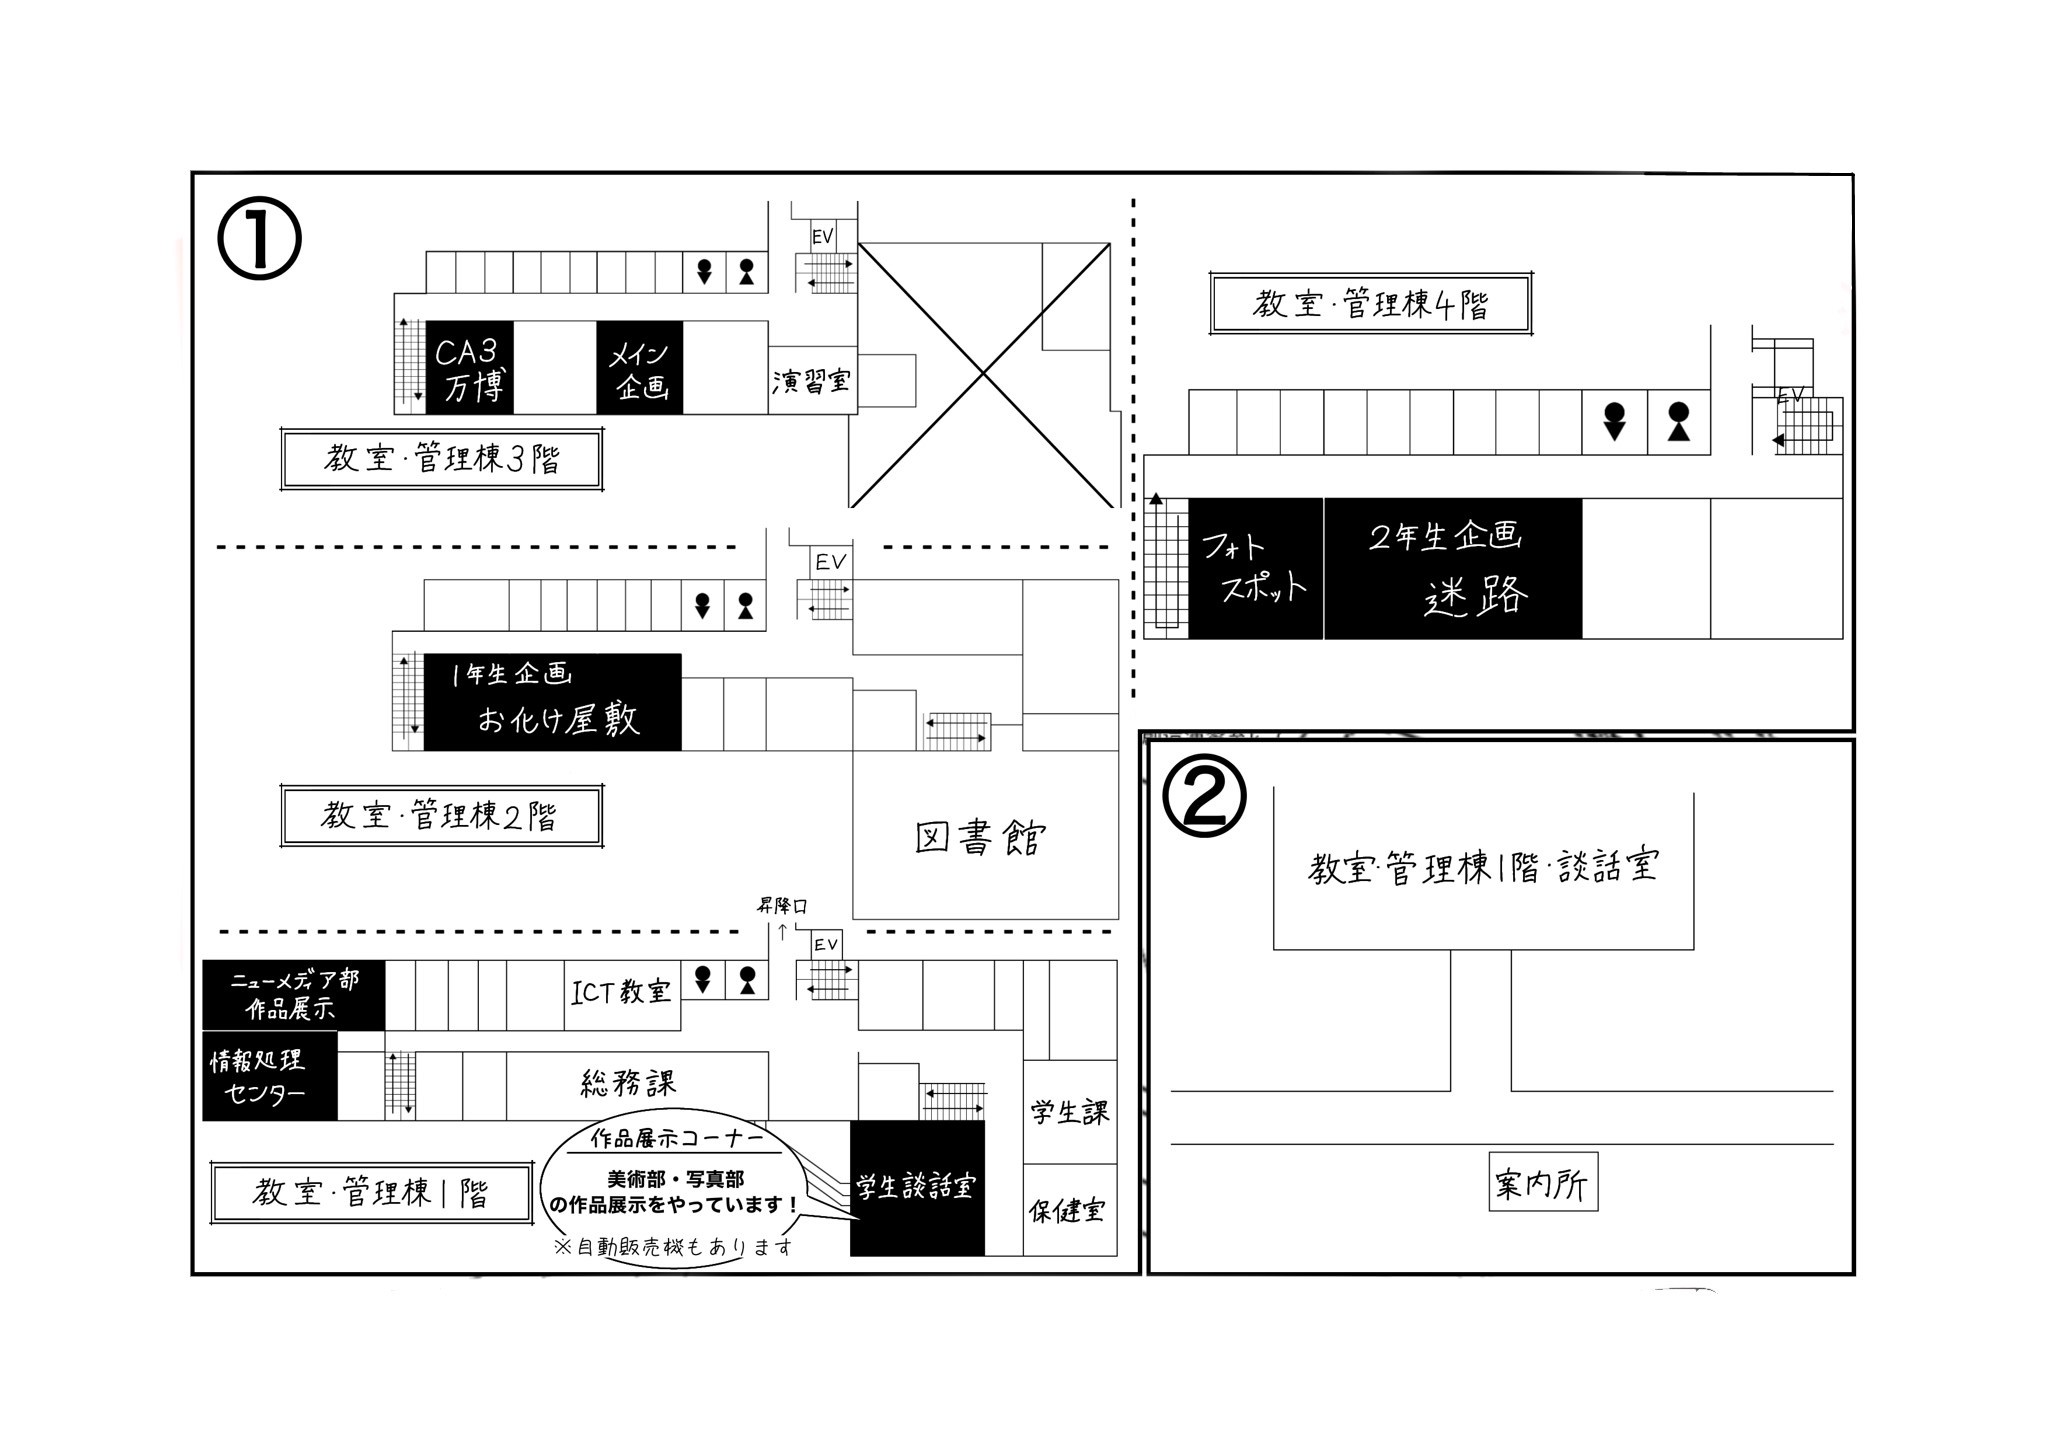 ①
EV
CA3
万博
メイン
企画
演習室
教室・管理棟3階
EV
1年生企画
お化け屋敷
教室・管理棟2階
図書館
昇降口
↑
EV
ニューメディア部
作品展示
ICT教室
情報処理
センター
総務課
学生課
作品展示コーナー
美術部・写真部
の作品展示をやっています！
※自動販売機もあります
学生談話室
保健室
教室・管理棟1階
教室・管理棟4階
EV
フォト
スポット
2年生企画
迷路
②
教室・管理棟1階・談話室
案内所